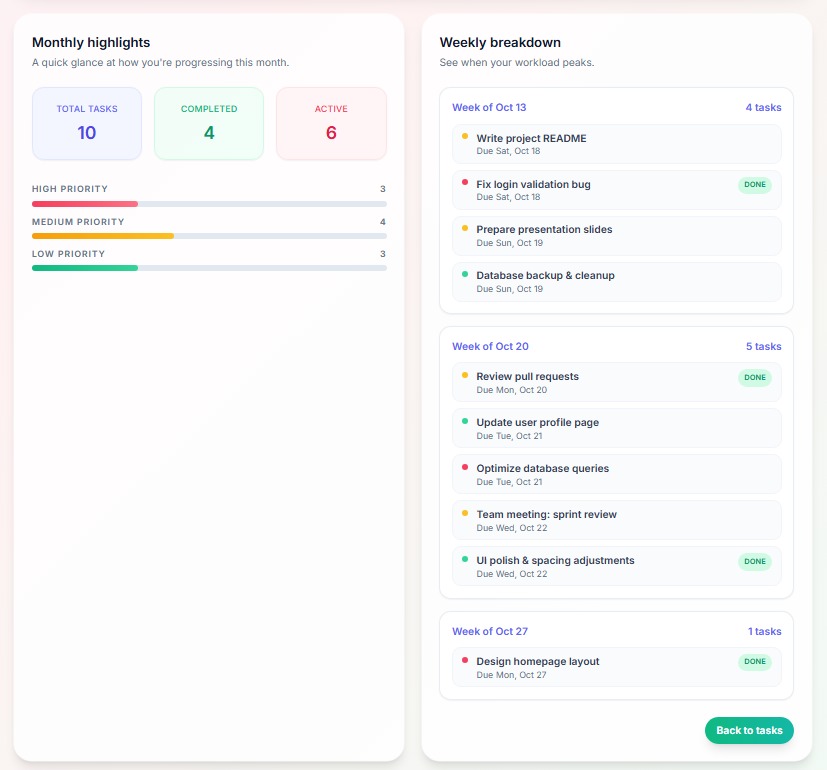 Monthly highlights
A quick glance at how you're progressing this month.
TOTAL TASKS
10
COMPLETED
4
ACTIVE
6
HIGH PRIORITY 3
MEDIUM PRIORITY 4
LOW PRIORITY 3
Weekly breakdown
See when your workload peaks.
Week of Oct 13 4 tasks
Write project README
Due Sat, Oct 18
Fix login validation bug DONE
Due Sat, Oct 18
Prepare presentation slides
Due Sun, Oct 19
Database backup & cleanup
Due Sun, Oct 19
Week of Oct 20 5 tasks
Review pull requests DONE
Due Mon, Oct 20
Update user profile page
Due Tue, Oct 21
Optimize database queries
Due Tue, Oct 21
Team meeting: sprint review
Due Wed, Oct 22
UI polish & spacing adjustments DONE
Due Wed, Oct 22
Week of Oct 27 1 tasks
Design homepage layout DONE
Due Mon, Oct 27
Back to tasks